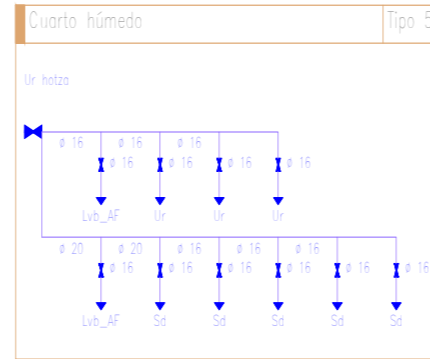 Cuarto húmedo Tipo 5
Ur hotza
ø 16 ø 16 ø 16
ø 16 ø 16 ø 16 ø 16
Lvb_AF Ur Ur Ur
ø 20 ø 20 ø 16 ø 16 ø 16
ø 16 ø 16 ø 16 ø 16 ø 16 ø 16
Lvb_AF Sd Sd Sd Sd Sd